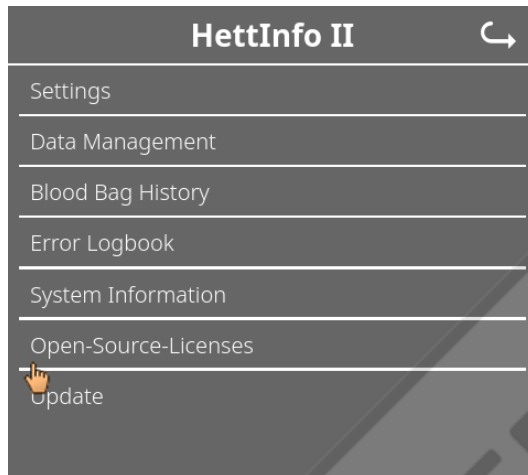 HettInfo II
Settings
Data Management
Blood Bag History
Error Logbook
System Information
Open-Source-Licenses
Update